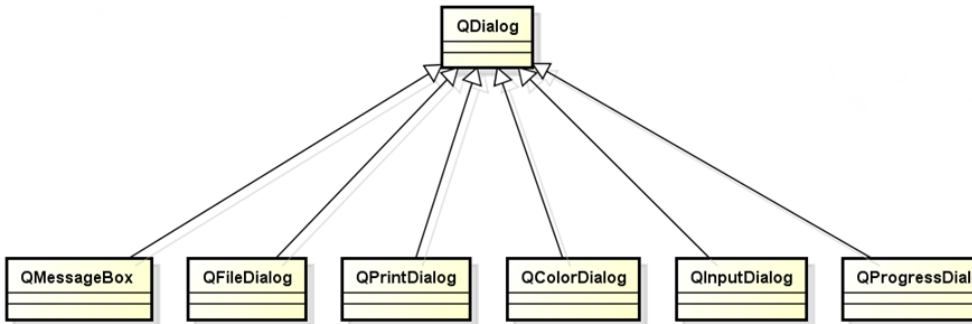 QDialog
QMessageBox
QFileDialog
QPrintDialog
QColorDialog
QInputDialog
QProgressDial